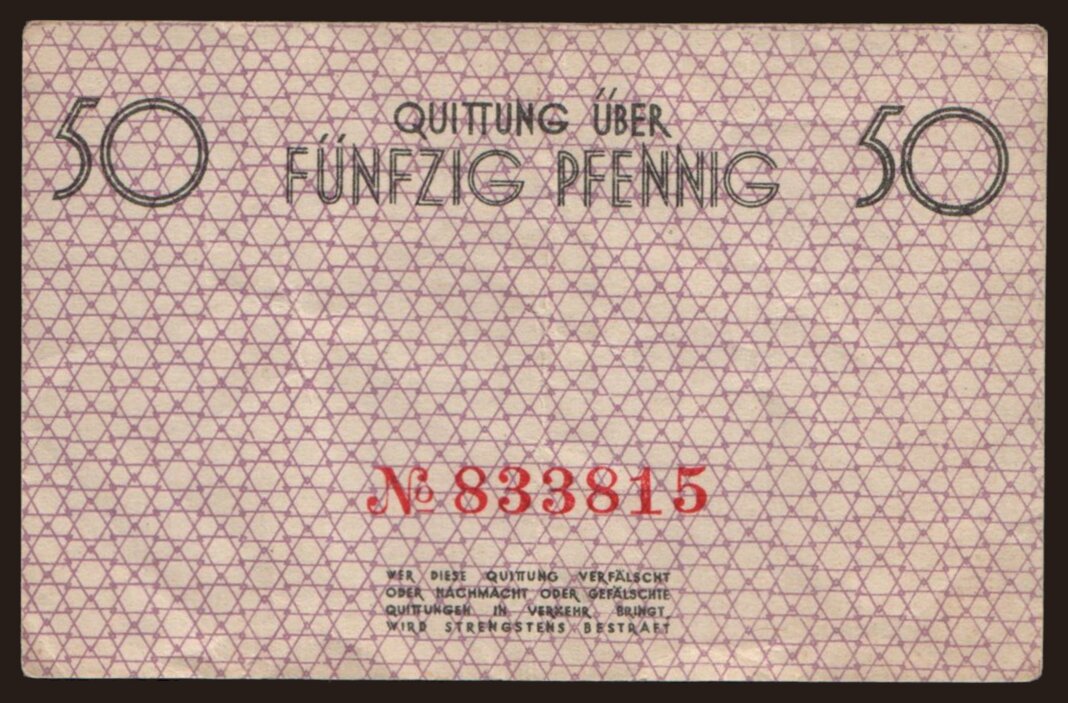 50 QUITTUNG ÜBER 50
FÜNFZIG PFENNIG
№ 833815
WER DIESE QUITTUNG VERFÄLSCHT
ODER NACHMACHT ODER GEFÄLSCHTE
QUITTUNGEN IN VERKEHR BRINGT,
WIRD STRENGSTENS BESTRAFT